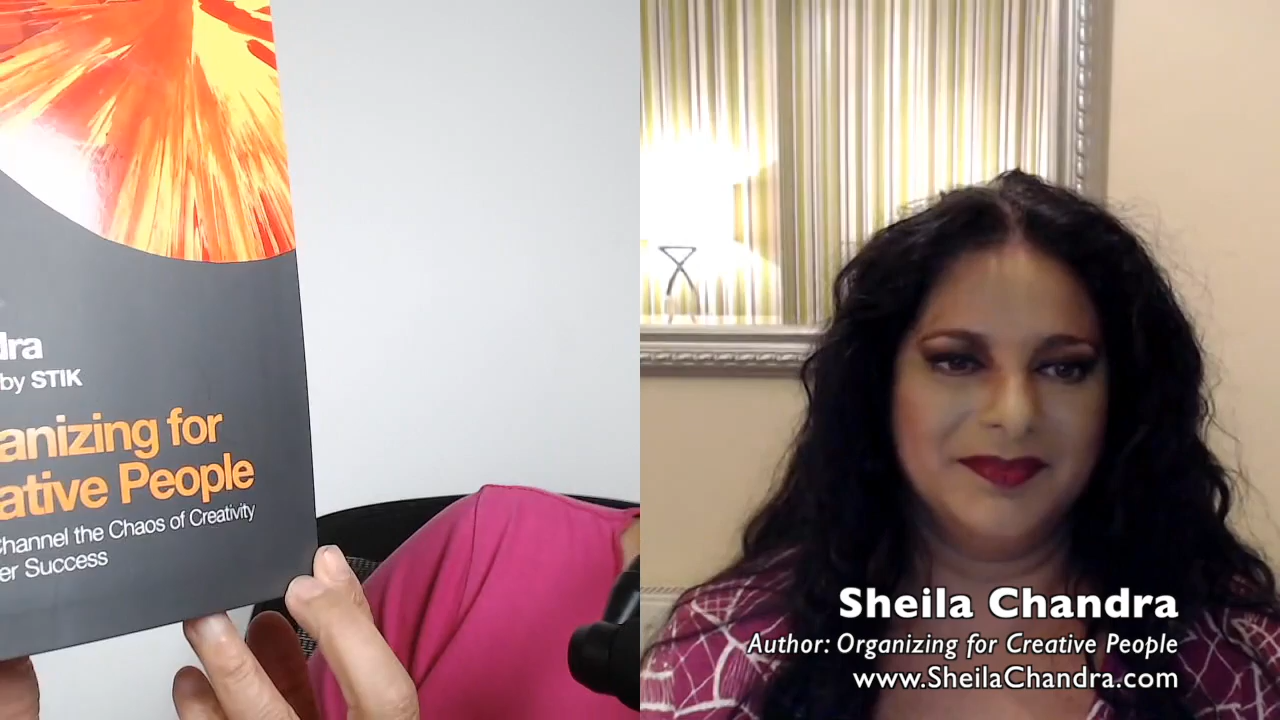 dra
by STIK
anizing for
ative People
Channel the Chaos of Creativity
er Success
Sheila Chandra
Author: Organizing for Creative People
www.SheilaChandra.com